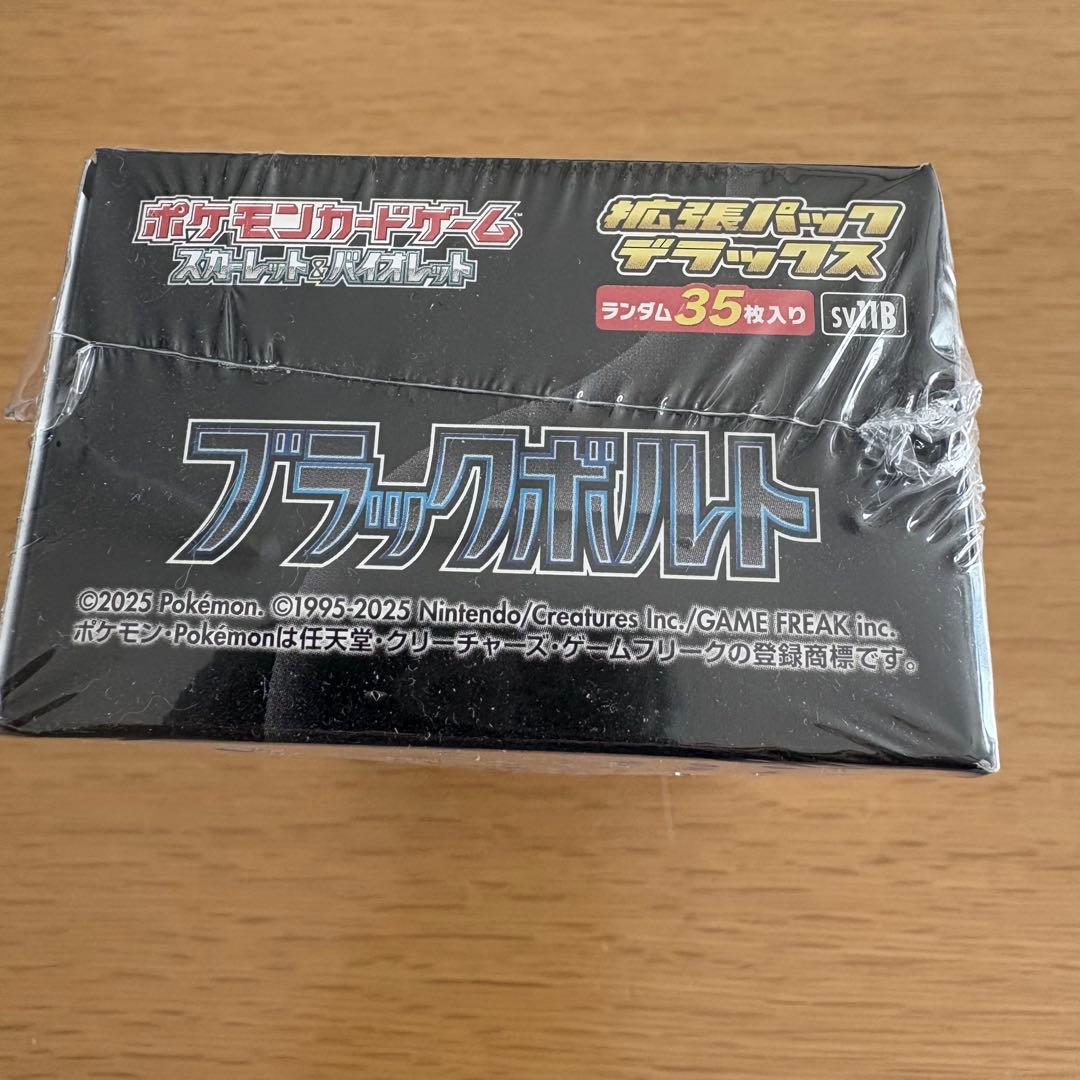 ポケモンカードゲーム™
スカーレット&バイオレット
拡張パック
デラックス
ランダム35枚入り
SV11B
ブラックボルト
©2025 Pokémon. ©1995-2025 Nintendo/Creatures Inc./GAME FREAK inc.
ポケモン・Pokémonは任天堂・クリーチャーズ・ゲームフリークの登録商標です。